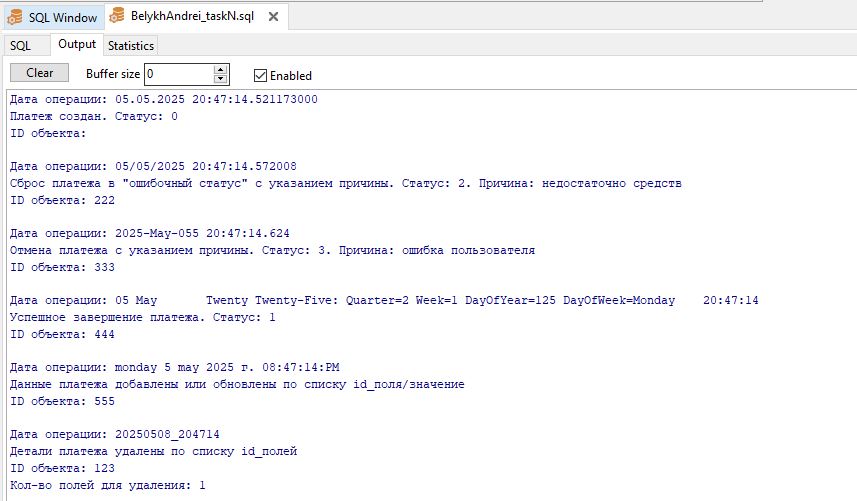 SQL Window
BelykhAndrei_taskN.sql
SQL
Output
Statistics
Clear
Buffer size 0
Enabled
Дата операции: 05.05.2025 20:47:14.521173000
Платеж создан. Статус: 0
ID объекта:
Дата операции: 05/05/2025 20:47:14.572008
Сброс платежа в "ошибочный статус" с указанием причины. Статус: 2. Причина: недостаточно средств
ID объекта: 222
Дата операции: 2025-May-055 20:47:14.624
Отмена платежа с указанием причины. Статус: 3. Причина: ошибка пользователя
ID объекта: 333
Дата операции: 05 May       Twenty Twenty-Five: Quarter=2 Week=1 DayOfYear=125 DayOfWeek=Monday    20:47:14
Успешное завершение платежа. Статус: 1
ID объекта: 444
Дата операции: monday 5 may 2025 г. 08:47:14:PM
Данные платежа добавлены или обновлены по списку id_поля/значение
ID объекта: 555
Дата операции: 20250508_204714
Детали платежа удалены по списку id_полей
ID объекта: 123
Кол-во полей для удаления: 1